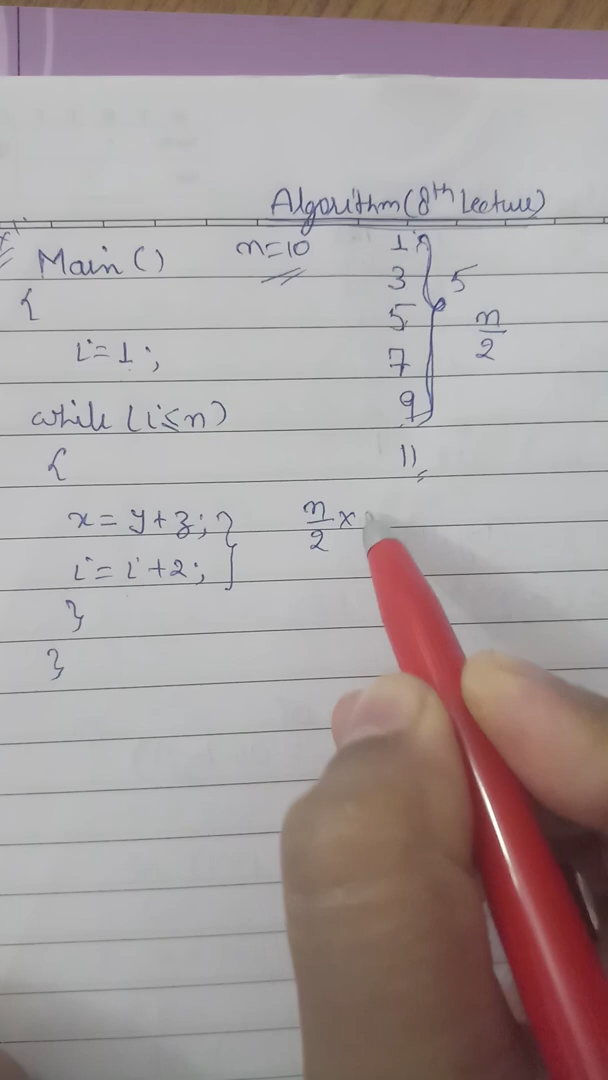 Algorithm (8th Lecture)
Main ()
n=10
{
i=1;
while (i≤n)
{
x=y+z;
i=i+2;
}
}
1
3
5
7
9
11
5
n/2
n/2 x